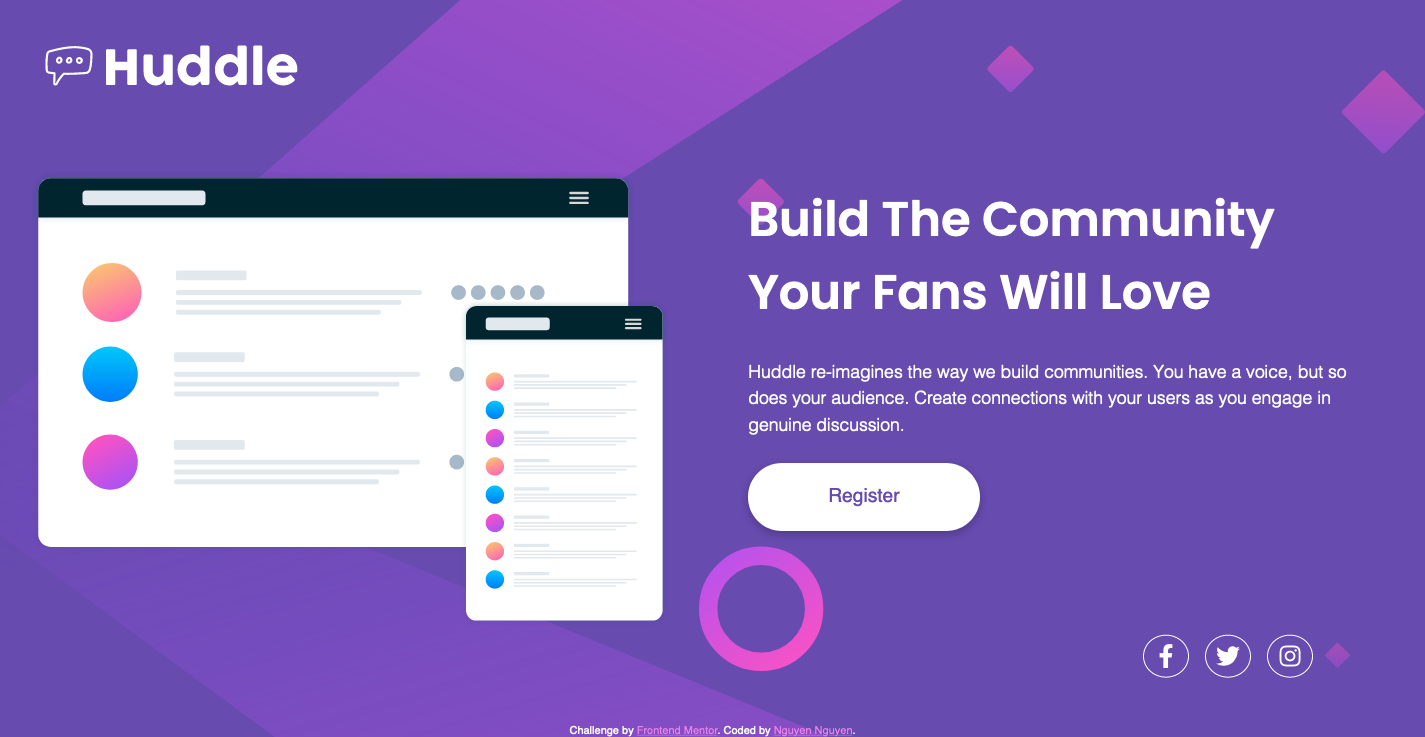 Huddle
Build The Community
Your Fans Will Love
Huddle re-imagines the way we build communities. You have a voice, but so
does your audience. Create connections with your users as you engage in
genuine discussion.
Register
Challenge by Frontend Mentor. Coded by Nguyen Nguyen.